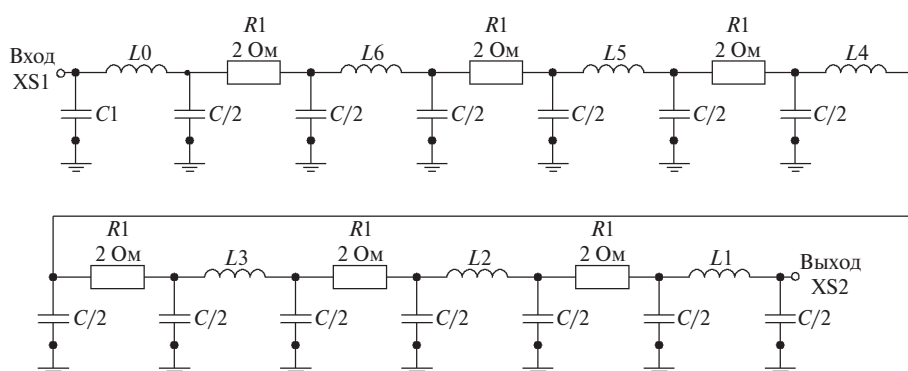 R1 R1 R1
Вход L0 2 Ом L6 2 Ом L5 2 Ом L4
XS1
C1 C/2 C/2 C/2 C/2 C/2 C/2
R1 R1 R1
2 Ом L3 2 Ом L2 2 Ом L1 Выход
XS2
C/2 C/2 C/2 C/2 C/2 C/2 C/2